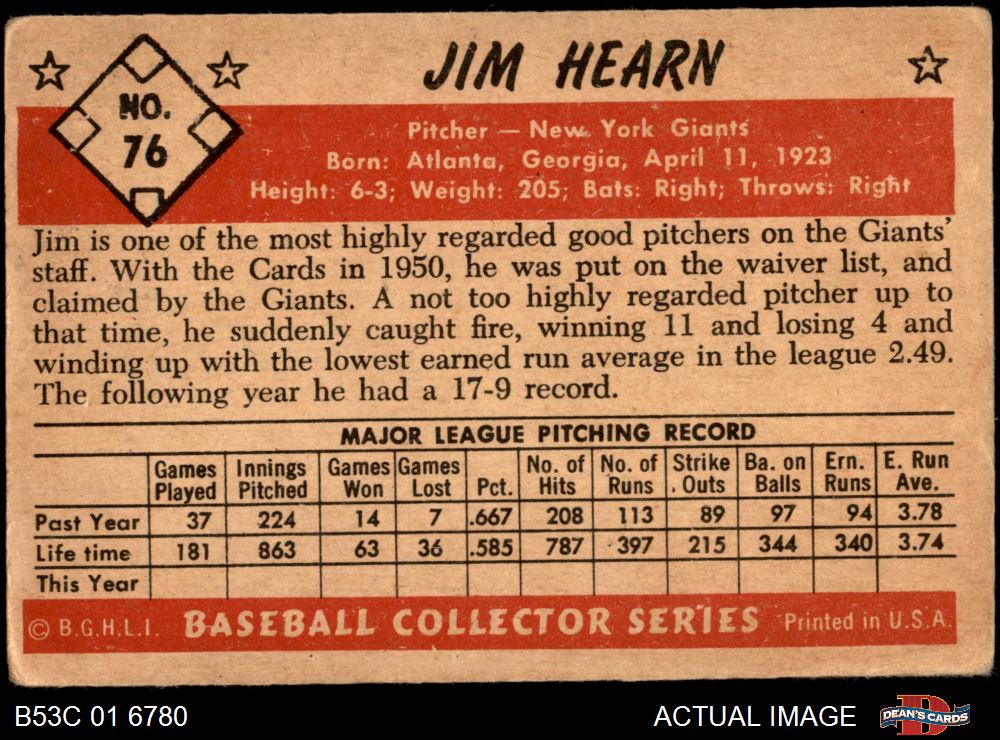 JIM HEARN
NO.
76
Pitcher — New York Giants
Born: Atlanta, Georgia, April 11, 1923
Height: 6-3; Weight: 205; Bats: Right; Throws: Right
Jim is one of the most highly regarded good pitchers on the Giants'
staff. With the Cards in 1950, he was put on the waiver list, and
claimed by the Giants. A not too highly regarded pitcher up to
that time, he suddenly caught fire, winning 11 and losing 4 and
winding up with the lowest earned run average in the league 2.49.
The following year he had a 17-9 record.
MAJOR LEAGUE PITCHING RECORD
Games Played Innings Pitched Games Won Games Lost Pct. No. of Hits No. of Runs Strike Outs Ba. on Balls Ern. Runs E. Run Ave.
Past Year 37 224 14 7 .667 208 113 89 97 94 3.78
Life time 181 863 63 36 .585 787 397 215 344 340 3.74
This Year
© B.G.H.L.I. BASEBALL COLLECTOR SERIES Printed in U.S.A.
B53C 01 6780 ACTUAL IMAGE DEAN'S CARDS